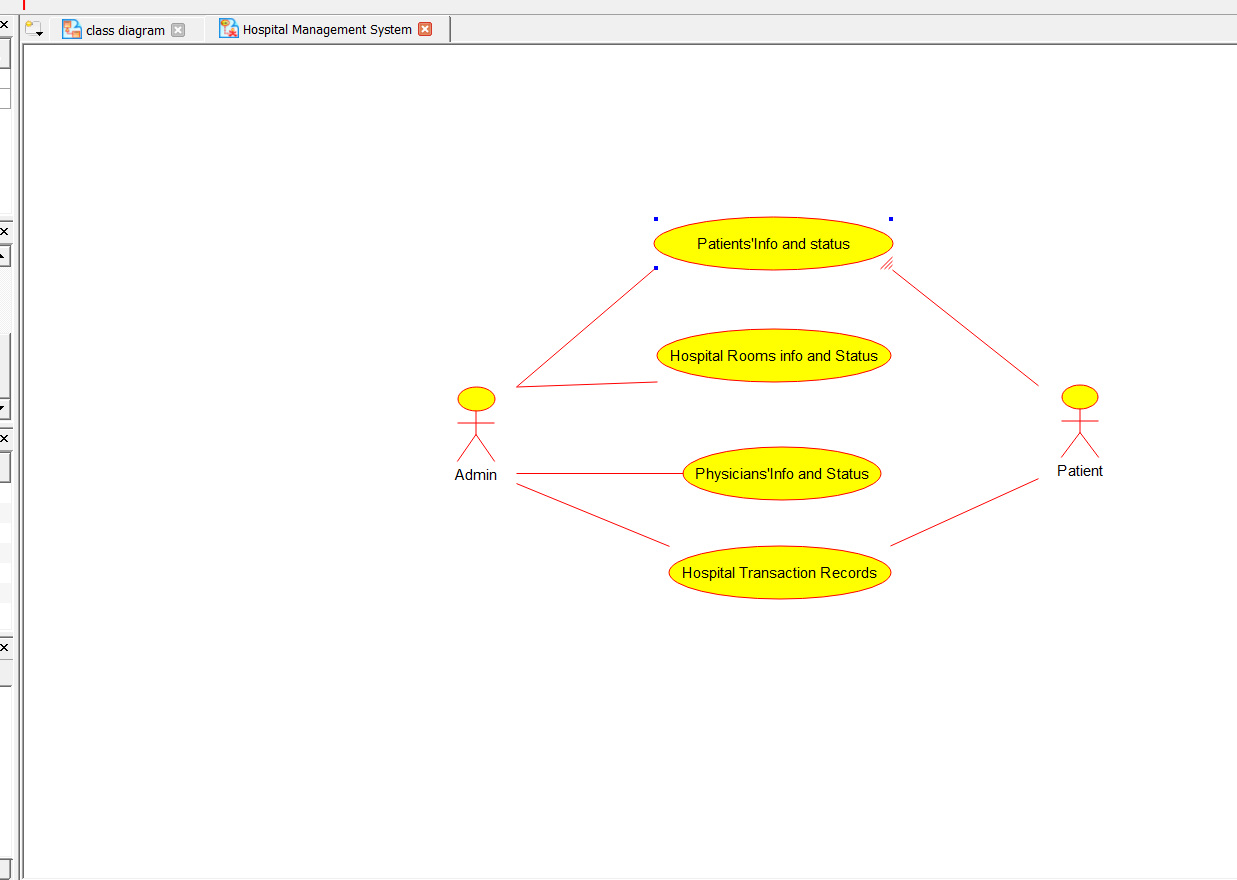 class diagram
Hospital Management System
Patients'Info and status
Hospital Rooms info and Status
Admin
Physicians'Info and Status
Patient
Hospital Transaction Records